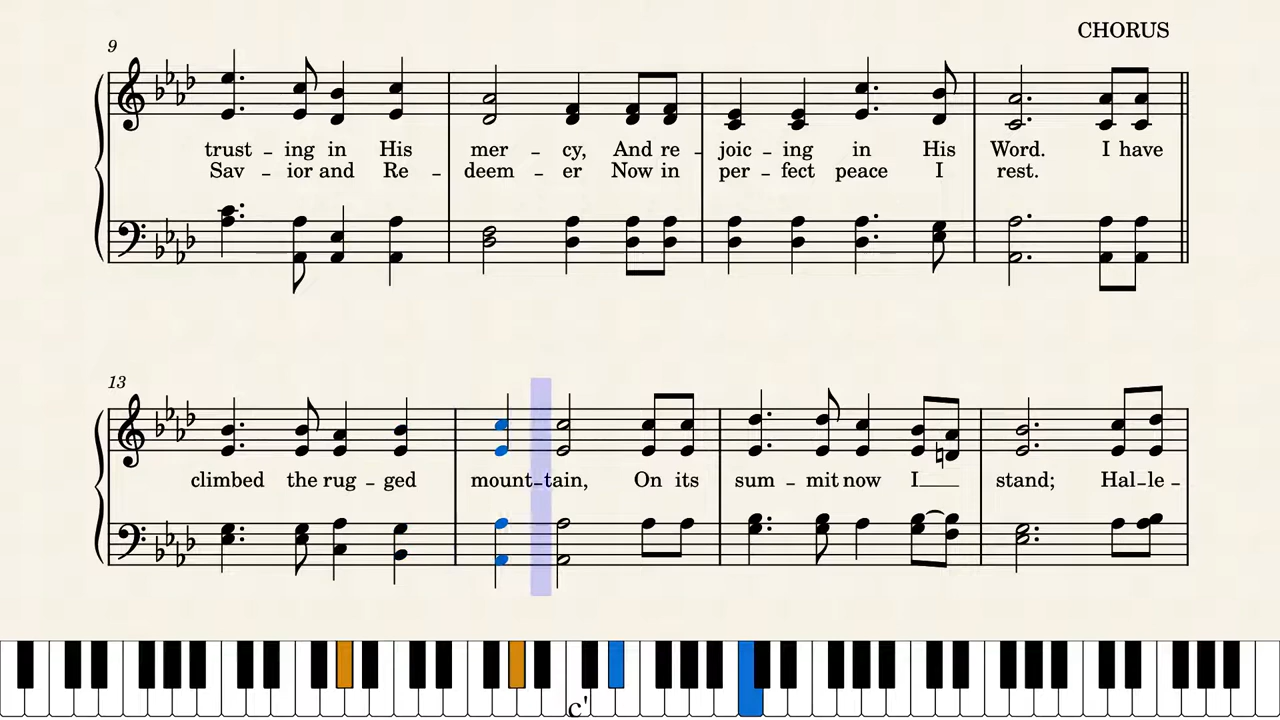 CHORUS
9
trust - ing in His mer - cy, And re - joic - ing in His Word. I have
Sav - ior and Re - deem - er Now in per - fect peace I rest.
13
climbed the rug - ged mount - tain, On its sum - mit now I stand; Hal - le -
c'